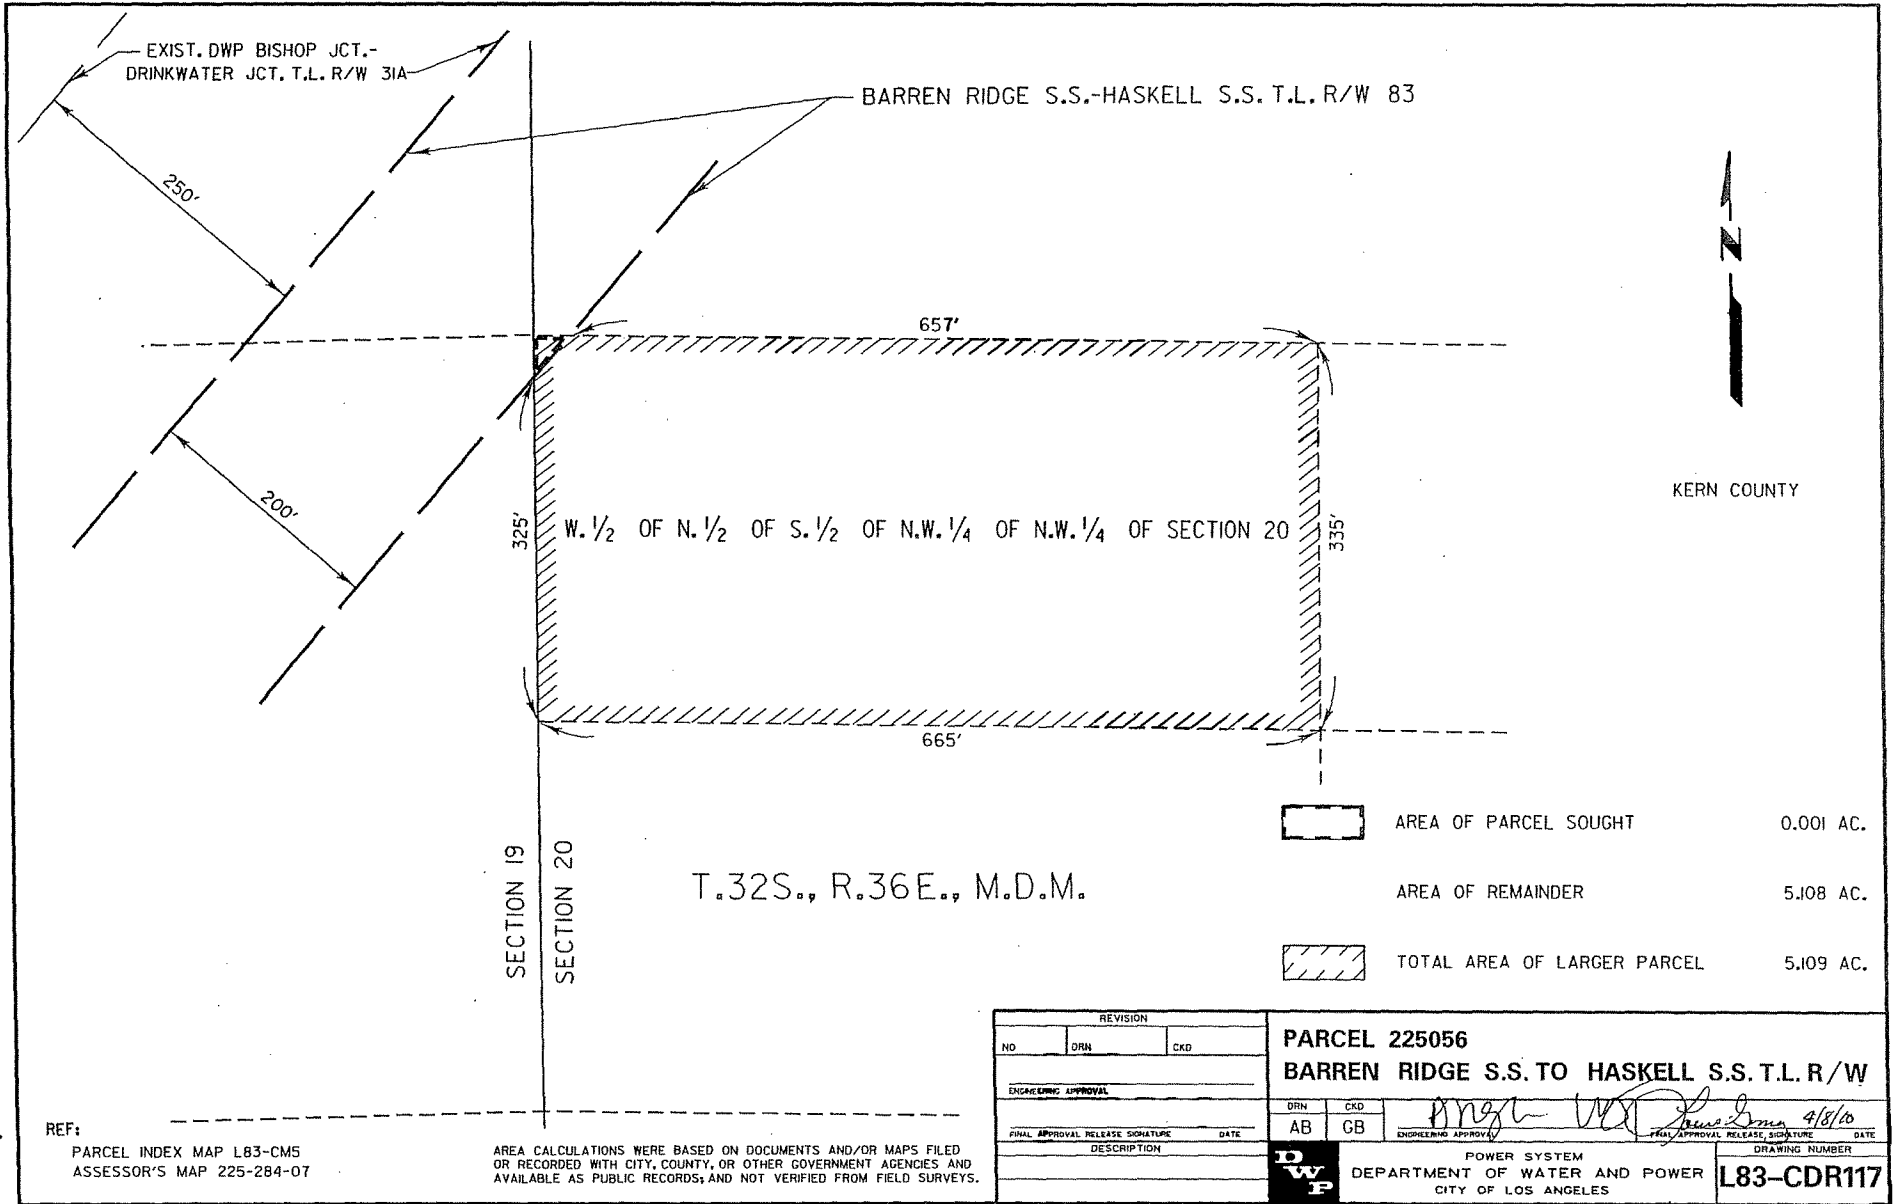 EXIST. DWP BISHOP JCT.-
DRINKWATER JCT. T.L. R/W 31A
BARREN RIDGE S.S.-HASKELL S.S. T.L. R/W 83
250'
N
657'
200'
KERN COUNTY
325'
W. 1/2 OF N. 1/2 OF S. 1/2 OF N.W. 1/4 OF N.W. 1/4 OF SECTION 20
335'
665'
AREA OF PARCEL SOUGHT 0.001 AC.
SECTION 19
SECTION 20
T.32S., R.36E., M.D.M.
AREA OF REMAINDER 5.108 AC.
TOTAL AREA OF LARGER PARCEL 5.109 AC.
REF:
PARCEL INDEX MAP L83-CM5
ASSESSOR'S MAP 225-284-07
AREA CALCULATIONS WERE BASED ON DOCUMENTS AND/OR MAPS FILED
OR RECORDED WITH CITY, COUNTY, OR OTHER GOVERNMENT AGENCIES AND
AVAILABLE AS PUBLIC RECORDS; AND NOT VERIFIED FROM FIELD SURVEYS.
REVISION
NO DRN CKD
ENGINEERING APPROVAL
FINAL APPROVAL RELEASE SIGNATURE DATE
DESCRIPTION
PARCEL 225056
BARREN RIDGE S.S. TO HASKELL S.S. T.L. R/W
DRN CKD
AB GB
4/8/10
ENGINEERING APPROVAL
FINAL APPROVAL RELEASE, SIGNATURE DATE
DWP
POWER SYSTEM
DEPARTMENT OF WATER AND POWER
CITY OF LOS ANGELES
DRAWING NUMBER
L83-CDR117